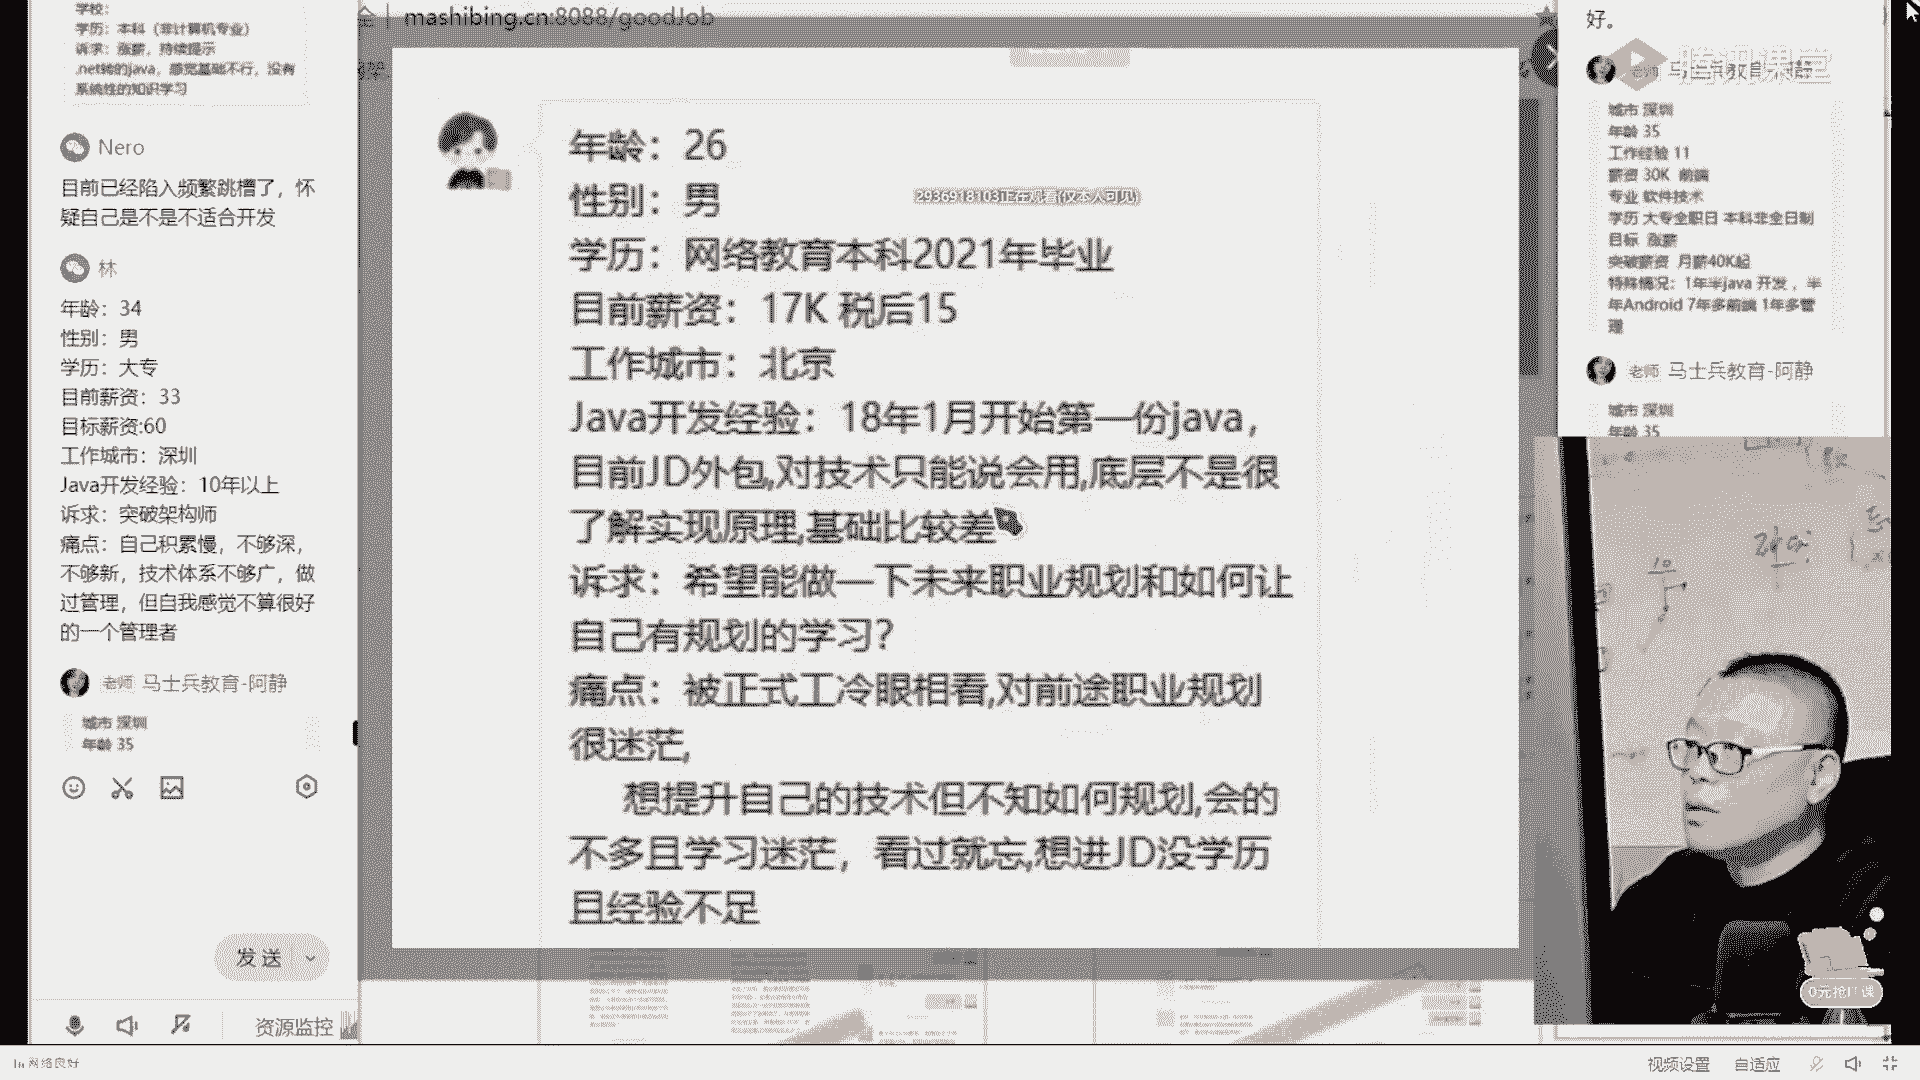 学校：
学历：本科（非计算机专业）
诉求：涨薪，持续提示
.net转的java，感觉基础不行，没有
系统性的知识学习
Nero
目前已经陷入频繁跳槽了，怀
疑自己是不是不适合开发
林
年龄：34
性别：男
学历：大专
目前薪资：33
目标薪资:60
工作城市：深圳
Java开发经验：10年以上
诉求：突破架构师
痛点：自己积累慢，不够深，
不够新，技术体系不够广，做
过管理，但自我感觉不算很好
的一个管理者
老师 马士兵教育-阿静
城市 深圳
年龄 35
发送
资源监控
网络良好
mashibing.cn:8088/goodJob
年龄：26
性别：男
2936918103正在观看(仅本人可见)
学历：网络教育本科2021年毕业
目前薪资：17K 税后15
工作城市：北京
Java开发经验：18年1月开始第一份java，
目前JD外包,对技术只能说会用,底层不是很
了解实现原理,基础比较差
诉求：希望能做一下未来职业规划和如何让
自己有规划的学习？
痛点：被正式工冷眼相看,对前途职业规划
很迷茫,
想提升自己的技术但不知如何规划,会的
不多且学习迷茫，看过就忘,想进JD没学历
且经验不足
好。
腾讯课堂
老师 马士兵教育-阿静
城市 深圳
年龄 35
工作经验 11
薪资 30K 前端
专业 软件技术
学历 大专全职日 本科非全日制
目标 涨薪
突破薪资 月薪40K起
特殊情况：1年半java 开发 ，半
年Android 7年多前端 1年多管
理
老师 马士兵教育-阿静
城市 深圳
年龄 35
0元抢IT课
视频设置 自适应